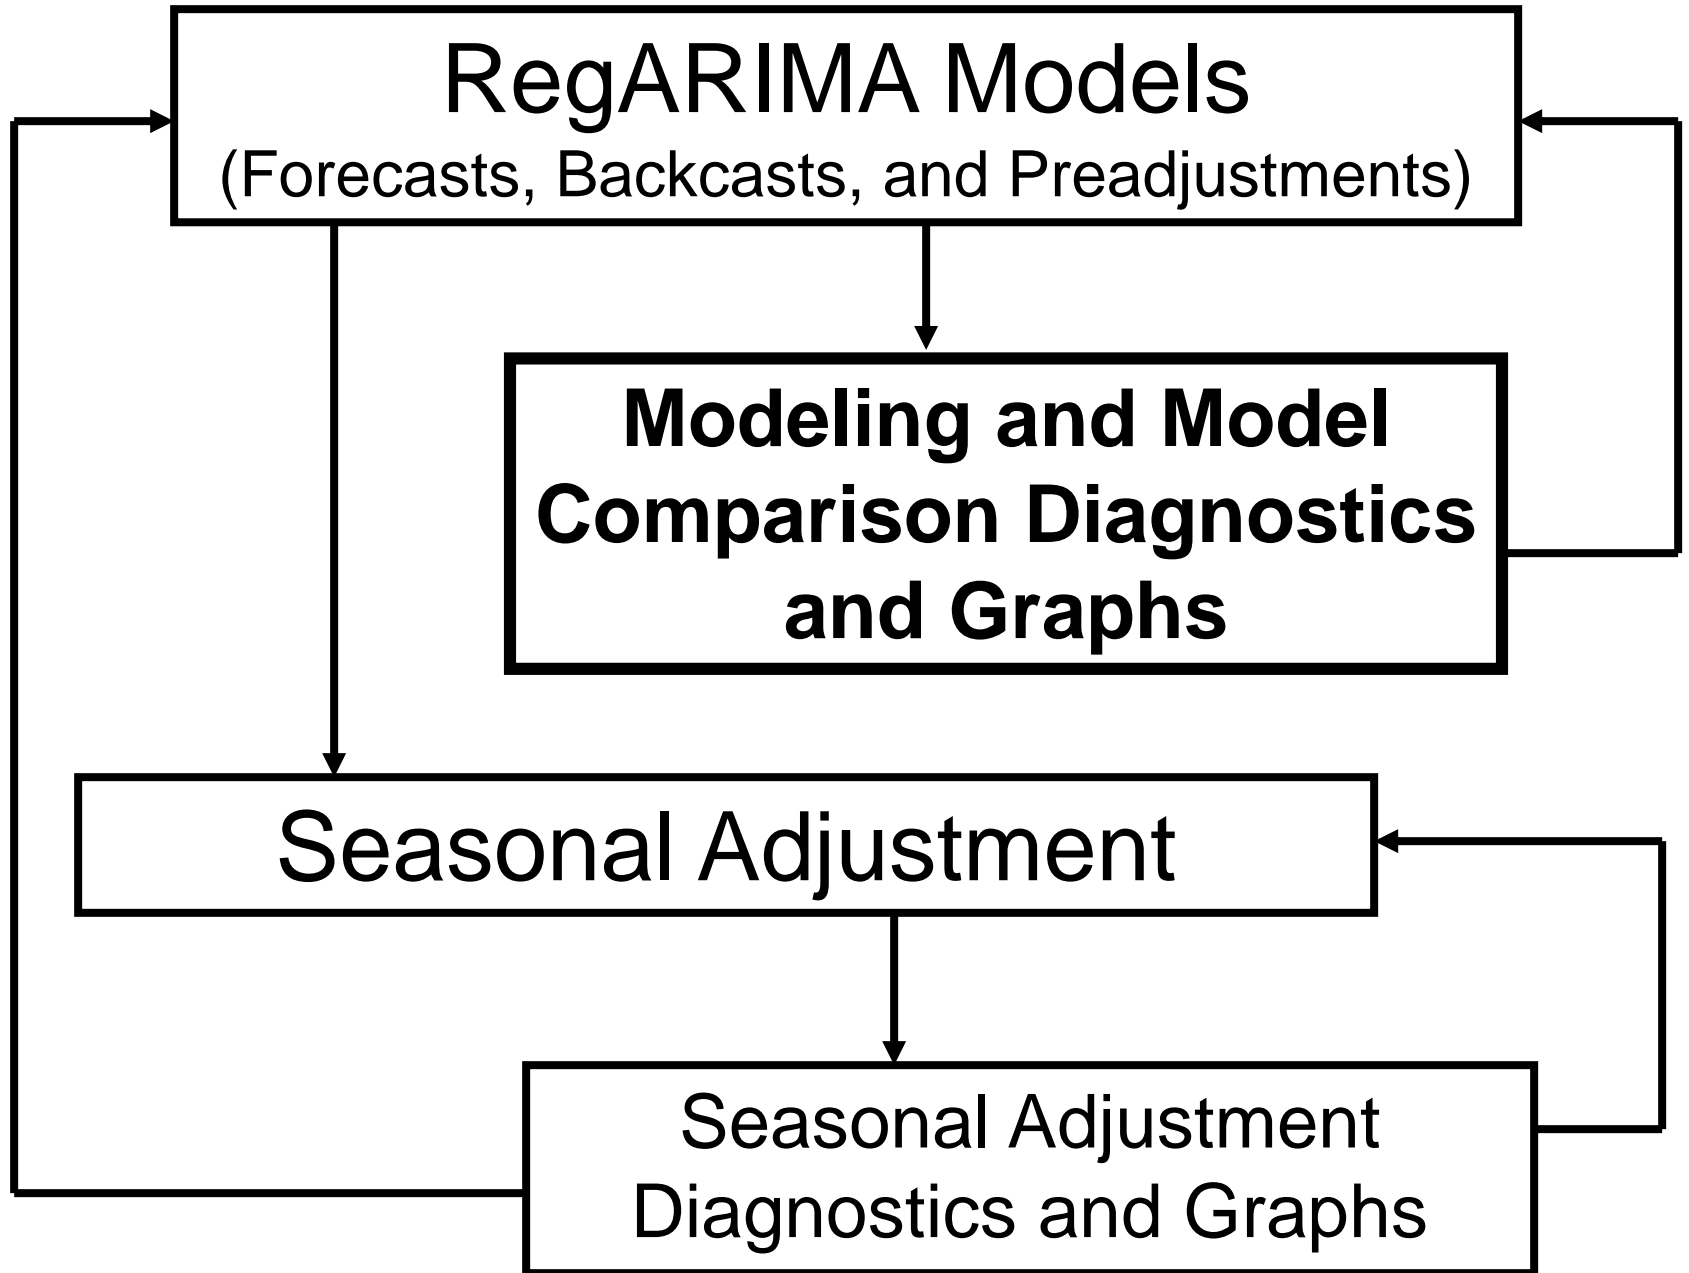 RegARIMA Models
(Forecasts, Backcasts, and Preadjustments)
Modeling and Model
Comparison Diagnostics
and Graphs
Seasonal Adjustment
Seasonal Adjustment
Diagnostics and Graphs